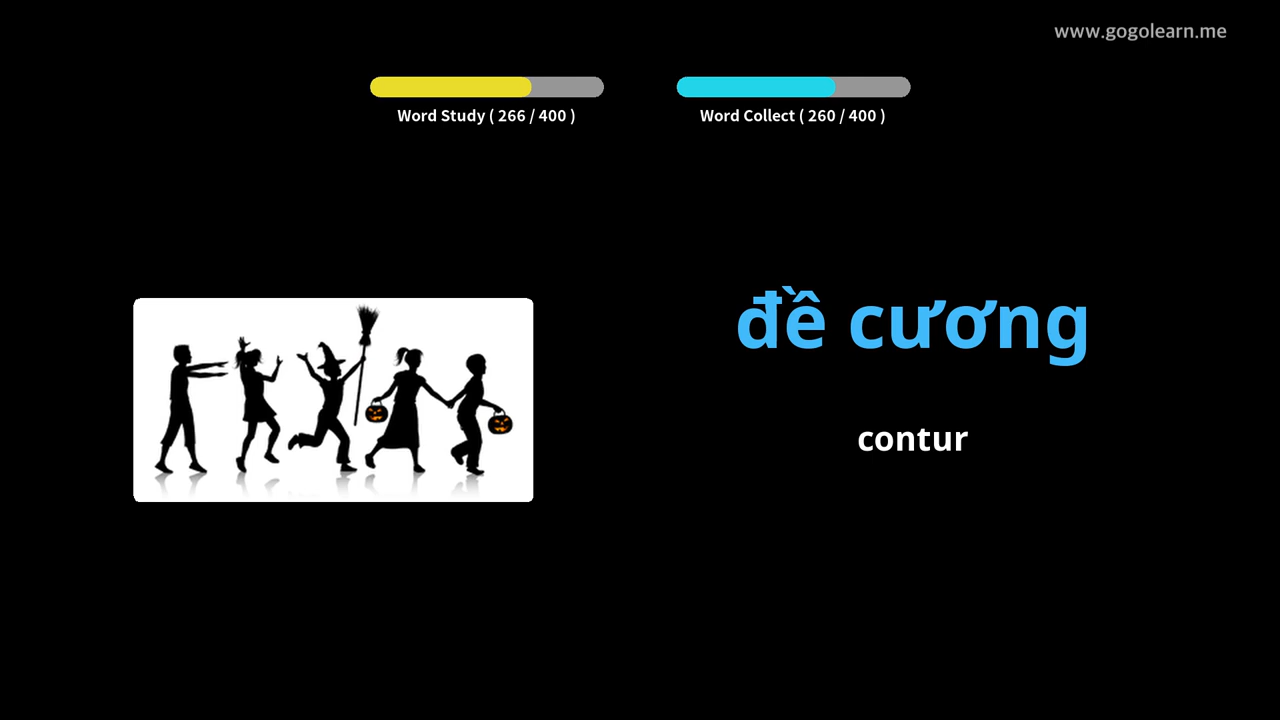 www.gogolearn.me
Word Study ( 266 / 400 )
Word Collect ( 260 / 400 )
đề cương
contur